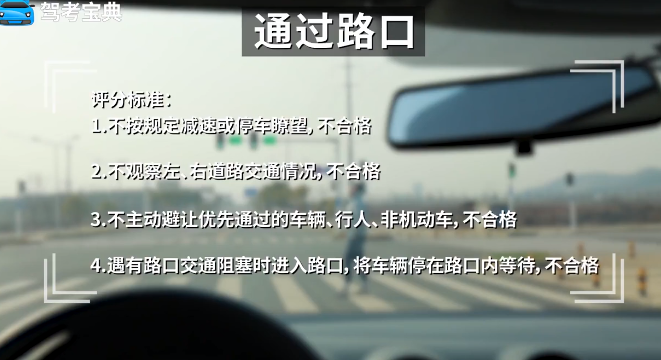 驾考宝典
通过路口
评分标准：
1.不按规定减速或停车瞭望，不合格
2.不观察左、右道路交通情况，不合格
3.不主动避让优先通过的车辆、行人、非机动车，不合格
4.遇有路口交通阻塞时进入路口，将车辆停在路口内等待，不合格